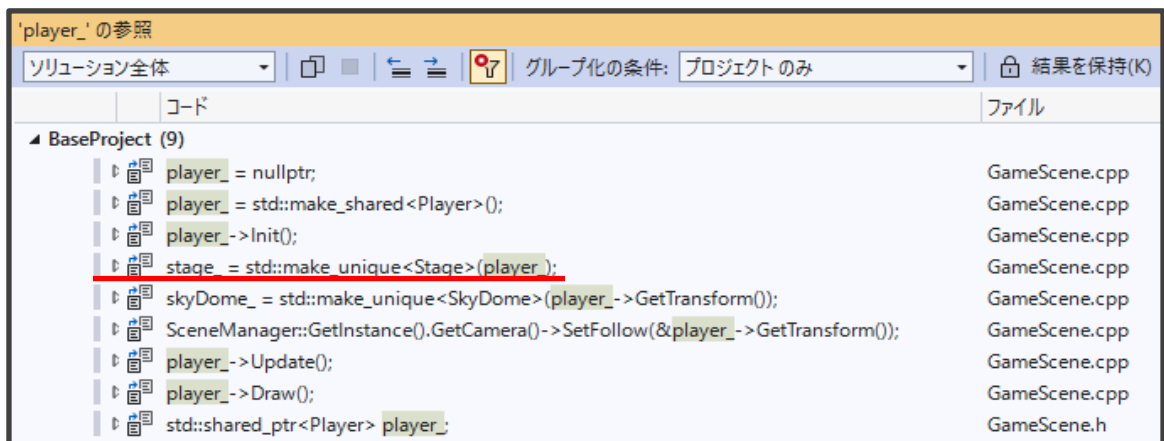 'player_' の参照
ソリューション全体 グループ化の条件: プロジェクト のみ 結果を保持(K)
コード ファイル
BaseProject (9)
player_ = nullptr; GameScene.cpp
player_ = std::make_shared<Player>(); GameScene.cpp
player_->Init(); GameScene.cpp
stage_ = std::make_unique<Stage>(player_); GameScene.cpp
skyDome_ = std::make_unique<SkyDome>(player_->GetTransform()); GameScene.cpp
SceneManager::GetInstance().GetCamera()->SetFollow(&player_->GetTransform()); GameScene.cpp
player_->Update(); GameScene.cpp
player_->Draw(); GameScene.cpp
std::shared_ptr<Player> player_; GameScene.h